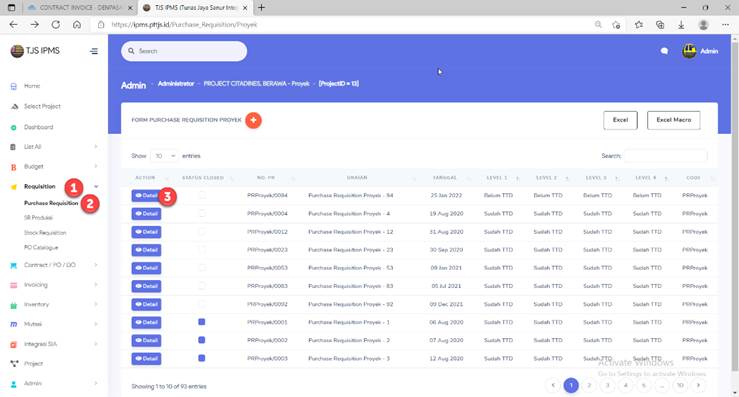 CONTRACT INVOICE - DENPASA
TJS IPMS (Tunas Jaya Sanur Integ
https://ipms.pttjs.id/Purchase_Requisition/Proyek
TJS IPMS
Search
Admin
Admin - Administrator - PROJECT CITADINES, BERAWA - Proyek - [ProjectID = 13]
Home
Select Project
Dashboard
List All
Budget
Requisition 1
Purchase Requisition 2
SR Produksi
Stock Requisition
PO Catalogue
Contract / PO / DO
Invoicing
Inventory
Mutasi
Integrasi SIA
Project
Admin
FORM PURCHASE REQUISITION PROYEK +
Excel
Excel Macro
Show 10 entries
Search:
ACTION STATUS CLOSED NO. PR URAIAN TANGGAL LEVEL 1 LEVEL 2 LEVEL 3 LEVEL 4 CODE
Detail 3 PRProyek/0094 Purchase Requisition Proyek - 94 25 Jan 2022 Belum TTD Belum TTD Belum TTD Belum TTD PRProyek
Detail PRProyek/0004 Purchase Requisition Proyek - 4 19 Aug 2020 Sudah TTD Sudah TTD Sudah TTD Sudah TTD PRProyek
Detail PRProyek/0012 Purchase Requisition Proyek - 12 31 Aug 2020 Sudah TTD Sudah TTD Sudah TTD Sudah TTD PRProyek
Detail PRProyek/0023 Purchase Requisition Proyek - 23 30 Sep 2020 Sudah TTD Sudah TTD Sudah TTD Sudah TTD PRProyek
Detail PRProyek/0053 Purchase Requisition Proyek - 53 09 Jan 2021 Sudah TTD Sudah TTD Sudah TTD Sudah TTD PRProyek
Detail PRProyek/0083 Purchase Requisition Proyek - 83 05 Jul 2021 Sudah TTD Sudah TTD Sudah TTD Sudah TTD PRProyek
Detail PRProyek/0092 Purchase Requisition Proyek - 92 09 Dec 2021 Sudah TTD Sudah TTD Sudah TTD Sudah TTD PRProyek
Detail PRProyek/0001 Purchase Requisition Proyek - 1 06 Aug 2020 Sudah TTD Sudah TTD Sudah TTD Sudah TTD PRProyek
Detail PRProyek/0002 Purchase Requisition Proyek - 2 07 Aug 2020 Sudah TTD Sudah TTD Sudah TTD Sudah TTD PRProyek
Detail PRProyek/0003 Purchase Requisition Proyek - 3 12 Aug 2020 Sudah TTD Sudah TTD Sudah TTD Sudah TTD PRProyek
Activate Windows
Go to Settings to activate Windows.
Showing 1 to 10 of 93 entries
1 2 3 4 5 ... 10